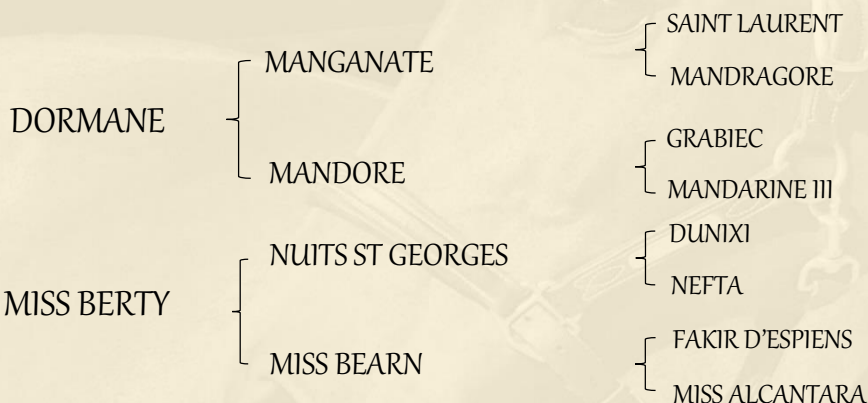 DORMANE
MANGANATE
SAINT LAURENT
MANDRAGORE
MANDORE
GRABIEC
MANDARINE III
MISS BERTY
NUITS ST GEORGES
DUNIXI
NEFTA
MISS BEARN
FAKIR D'ESPIENS
MISS ALCANTARA